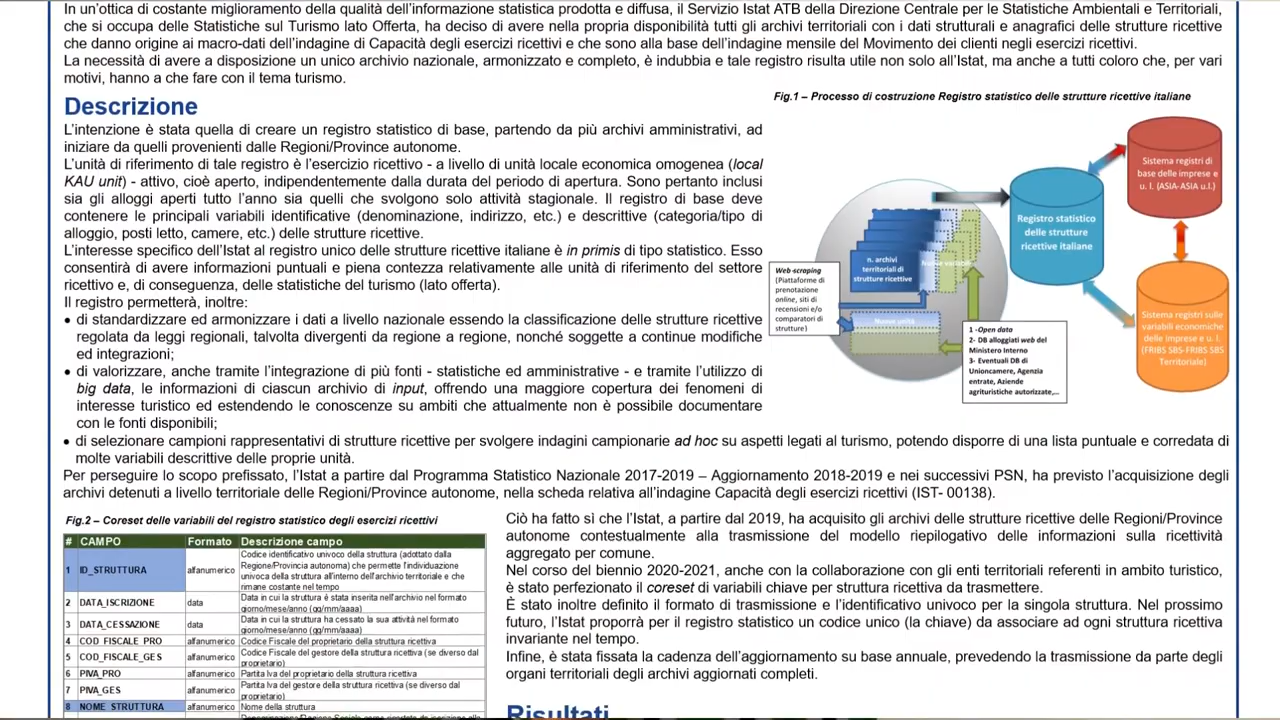 In un'ottica di costante miglioramento della qualità dell'informazione statistica prodotta e diffusa, il Servizio Istat ATB della Direzione Centrale per le Statistiche Ambientali e Territoriali,
che si occupa delle Statistiche sul Turismo lato Offerta, ha deciso di avere nella propria disponibilità tutti gli archivi territoriali con i dati strutturali e anagrafici delle strutture ricettive
che danno origine ai macro-dati dell'indagine di Capacità degli esercizi ricettivi e che sono alla base dell'indagine mensile del Movimento dei clienti negli esercizi ricettivi.
La necessità di avere a disposizione un unico archivio nazionale, armonizzato e completo, è indubbia e tale registro risulta utile non solo all'Istat, ma anche a tutti coloro che, per vari
motivi, hanno a che fare con il tema turismo.
Descrizione
L'intenzione è stata quella di creare un registro statistico di base, partendo da più archivi amministrativi, ad
iniziare da quelli provenienti dalle Regioni/Province autonome.
L'unità di riferimento di tale registro è l'esercizio ricettivo - a livello di unità locale economica omogenea (local
KAU unit) - attivo, cioè aperto, indipendentemente dalla durata del periodo di apertura. Sono pertanto inclusi
sia gli alloggi aperti tutto l'anno sia quelli che svolgono solo attività stagionale. Il registro di base deve
contenere le principali variabili identificative (denominazione, indirizzo, etc.) e descrittive (categoria/tipo di
alloggio, posti letto, camere, etc.) delle strutture ricettive.
L'interesse specifico dell'Istat al registro unico delle strutture ricettive italiane è in primis di tipo statistico. Esso
consentirà di avere informazioni puntuali e piena contezza relativamente alle unità di riferimento del settore
ricettivo e, di conseguenza, delle statistiche del turismo (lato offerta).
Il registro permetterà, inoltre:
• di standardizzare ed armonizzare i dati a livello nazionale essendo la classificazione delle strutture ricettive
regolata da leggi regionali, talvolta divergenti da regione a regione, nonché soggette a continue modifiche
ed integrazioni;
• di valorizzare, anche tramite l'integrazione di più fonti - statistiche ed amministrative - e tramite l'utilizzo di
big data, le informazioni di ciascun archivio di input, offrendo una maggiore copertura dei fenomeni di
interesse turistico ed estendendo le conoscenze su ambiti che attualmente non è possibile documentare
con le fonti disponibili;
• di selezionare campioni rappresentativi di strutture ricettive per svolgere indagini campionarie ad hoc su aspetti legati al turismo, potendo disporre di una lista puntuale e corredata di
molte variabili descrittive delle proprie unità.
Per perseguire lo scopo prefissato, l'Istat a partire dal Programma Statistico Nazionale 2017-2019 – Aggiornamento 2018-2019 e nei successivi PSN, ha previsto l'acquisizione degli
archivi detenuti a livello territoriale delle Regioni/Province autonome, nella scheda relativa all'indagine Capacità degli esercizi ricettivi (IST- 00138).
Fig.1 – Processo di costruzione Registro statistico delle strutture ricettive italiane
Web-scraping
(Piattaforme di
prenotazione
online, siti di
recensioni e/o
comparatori di
strutture)
n. archivi
territoriali di
strutture ricettive
1 -Open data
2- DB alloggiati web del
Ministero Interno
3- Eventuali DB di
Unioncamere, Agenzia
entrate, Aziende
agrituristiche autorizzate,...
Registro statistico
delle strutture
ricettive italiane
Sistema registri di
base delle imprese e
u. l. (ASIA-ASIA u.l.)
Sistema registri sulle
variabili economiche
delle imprese e u. l.
(FRIBS SBS-FRIBS SBS
Territoriale)
Fig.2 – Coreset delle variabili del registro statistico degli esercizi ricettivi
# CAMPO Formato Descrizione campo
1 ID_STRUTTURA alfanumerico Codice identificativo univoco della struttura (adottato dalla
Regione/Provincia autonoma) che permette l'individuazione
univoca della struttura all'interno dell'archivio territoriale e che
rimane costante nel tempo
2 DATA_ISCRIZIONE data Data in cui la struttura è stata inserita nell'archivio nel formato
giorno/mese/anno (gg/mm/aaaa)
3 DATA_CESSAZIONE data Data in cui la struttura ha cessato la sua attività nel formato
giorno/mese/anno (gg/mm/aaaa)
4 COD_FISCALE_PRO alfanumerico Codice Fiscale del proprietario della struttura ricettiva
5 COD_FISCALE_GES alfanumerico Codice Fiscale del gestore della struttura ricettiva (se diverso dal
proprietario)
6 PIVA_PRO alfanumerico Partita Iva del proprietario della struttura ricettiva
7 PIVA_GES alfanumerico Partita Iva del gestore della struttura ricettiva (se diverso dal
proprietario)
8 NOME_STRUTTURA alfanumerico Nome della struttura
Ciò ha fatto sì che l'Istat, a partire dal 2019, ha acquisito gli archivi delle strutture ricettive delle Regioni/Province
autonome contestualmente alla trasmissione del modello riepilogativo delle informazioni sulla ricettività
aggregato per comune.
Nel corso del biennio 2020-2021, anche con la collaborazione con gli enti territoriali referenti in ambito turistico,
è stato perfezionato il coreset di variabili chiave per struttura ricettiva da trasmettere.
È stato inoltre definito il formato di trasmissione e l'identificativo univoco per la singola struttura. Nel prossimo
futuro, l'Istat proporrà per il registro statistico un codice unico (la chiave) da associare ad ogni struttura ricettiva
invariante nel tempo.
Infine, è stata fissata la cadenza dell'aggiornamento su base annuale, prevedendo la trasmissione da parte degli
organi territoriali degli archivi aggiornati completi.
Risultati